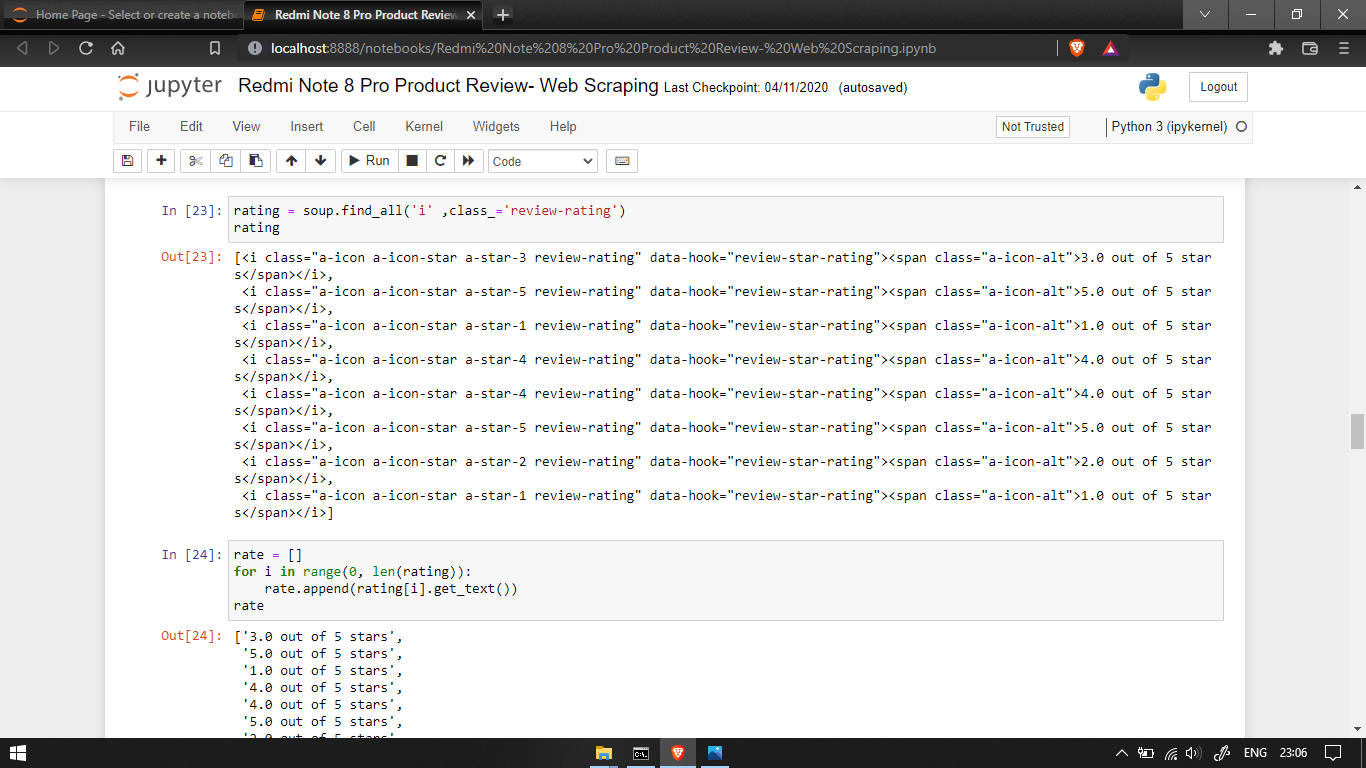 Home Page - Select or create a noteb
Redmi Note 8 Pro Product Review
localhost:8888/notebooks/Redmi%20Note%208%20Pro%20Product%20Review-%20Web%20Scraping.ipynb
jupyter Redmi Note 8 Pro Product Review- Web Scraping Last Checkpoint: 04/11/2020 (autosaved)
Logout
File Edit View Insert Cell Kernel Widgets Help
Not Trusted
Python 3 (ipykernel)
Run
Code
In [23]: rating = soup.find_all('i' ,class_='review-rating')
rating
Out[23]: [<i class="a-icon a-icon-star a-star-3 review-rating" data-hook="review-star-rating"><span class="a-icon-alt">3.0 out of 5 star
s</span></i>,
<i class="a-icon a-icon-star a-star-5 review-rating" data-hook="review-star-rating"><span class="a-icon-alt">5.0 out of 5 star
s</span></i>,
<i class="a-icon a-icon-star a-star-1 review-rating" data-hook="review-star-rating"><span class="a-icon-alt">1.0 out of 5 star
s</span></i>,
<i class="a-icon a-icon-star a-star-4 review-rating" data-hook="review-star-rating"><span class="a-icon-alt">4.0 out of 5 star
s</span></i>,
<i class="a-icon a-icon-star a-star-4 review-rating" data-hook="review-star-rating"><span class="a-icon-alt">4.0 out of 5 star
s</span></i>,
<i class="a-icon a-icon-star a-star-5 review-rating" data-hook="review-star-rating"><span class="a-icon-alt">5.0 out of 5 star
s</span></i>,
<i class="a-icon a-icon-star a-star-2 review-rating" data-hook="review-star-rating"><span class="a-icon-alt">2.0 out of 5 star
s</span></i>,
<i class="a-icon a-icon-star a-star-1 review-rating" data-hook="review-star-rating"><span class="a-icon-alt">1.0 out of 5 star
s</span></i>]
In [24]: rate = []
for i in range(0, len(rating)):
    rate.append(rating[i].get_text())
rate
Out[24]: ['3.0 out of 5 stars',
'5.0 out of 5 stars',
'1.0 out of 5 stars',
'4.0 out of 5 stars',
'4.0 out of 5 stars',
'5.0 out of 5 stars',
'2.0 out of 5 stars',
ENG 23:06